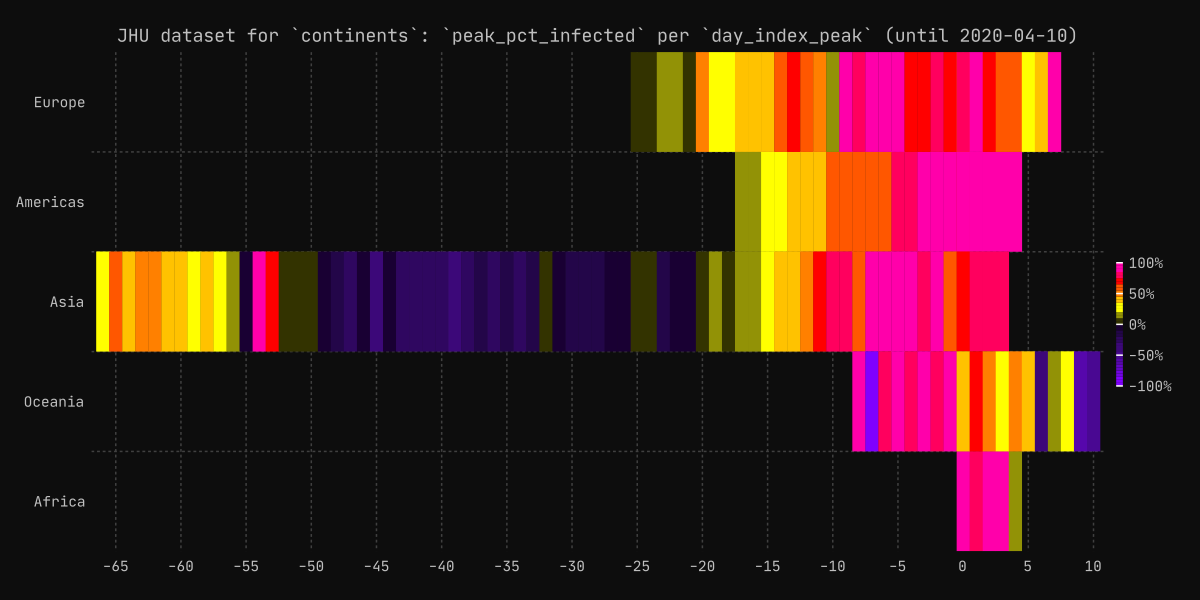 JHU dataset for `continents`: `peak_pct_infected` per `day_index_peak` (until 2020-04-10)
Europe
Americas
Asia
Oceania
Africa
100%
50%
0%
-50%
-100%
-65 -60 -55 -50 -45 -40 -35 -30 -25 -20 -15 -10 -5 0 5 10